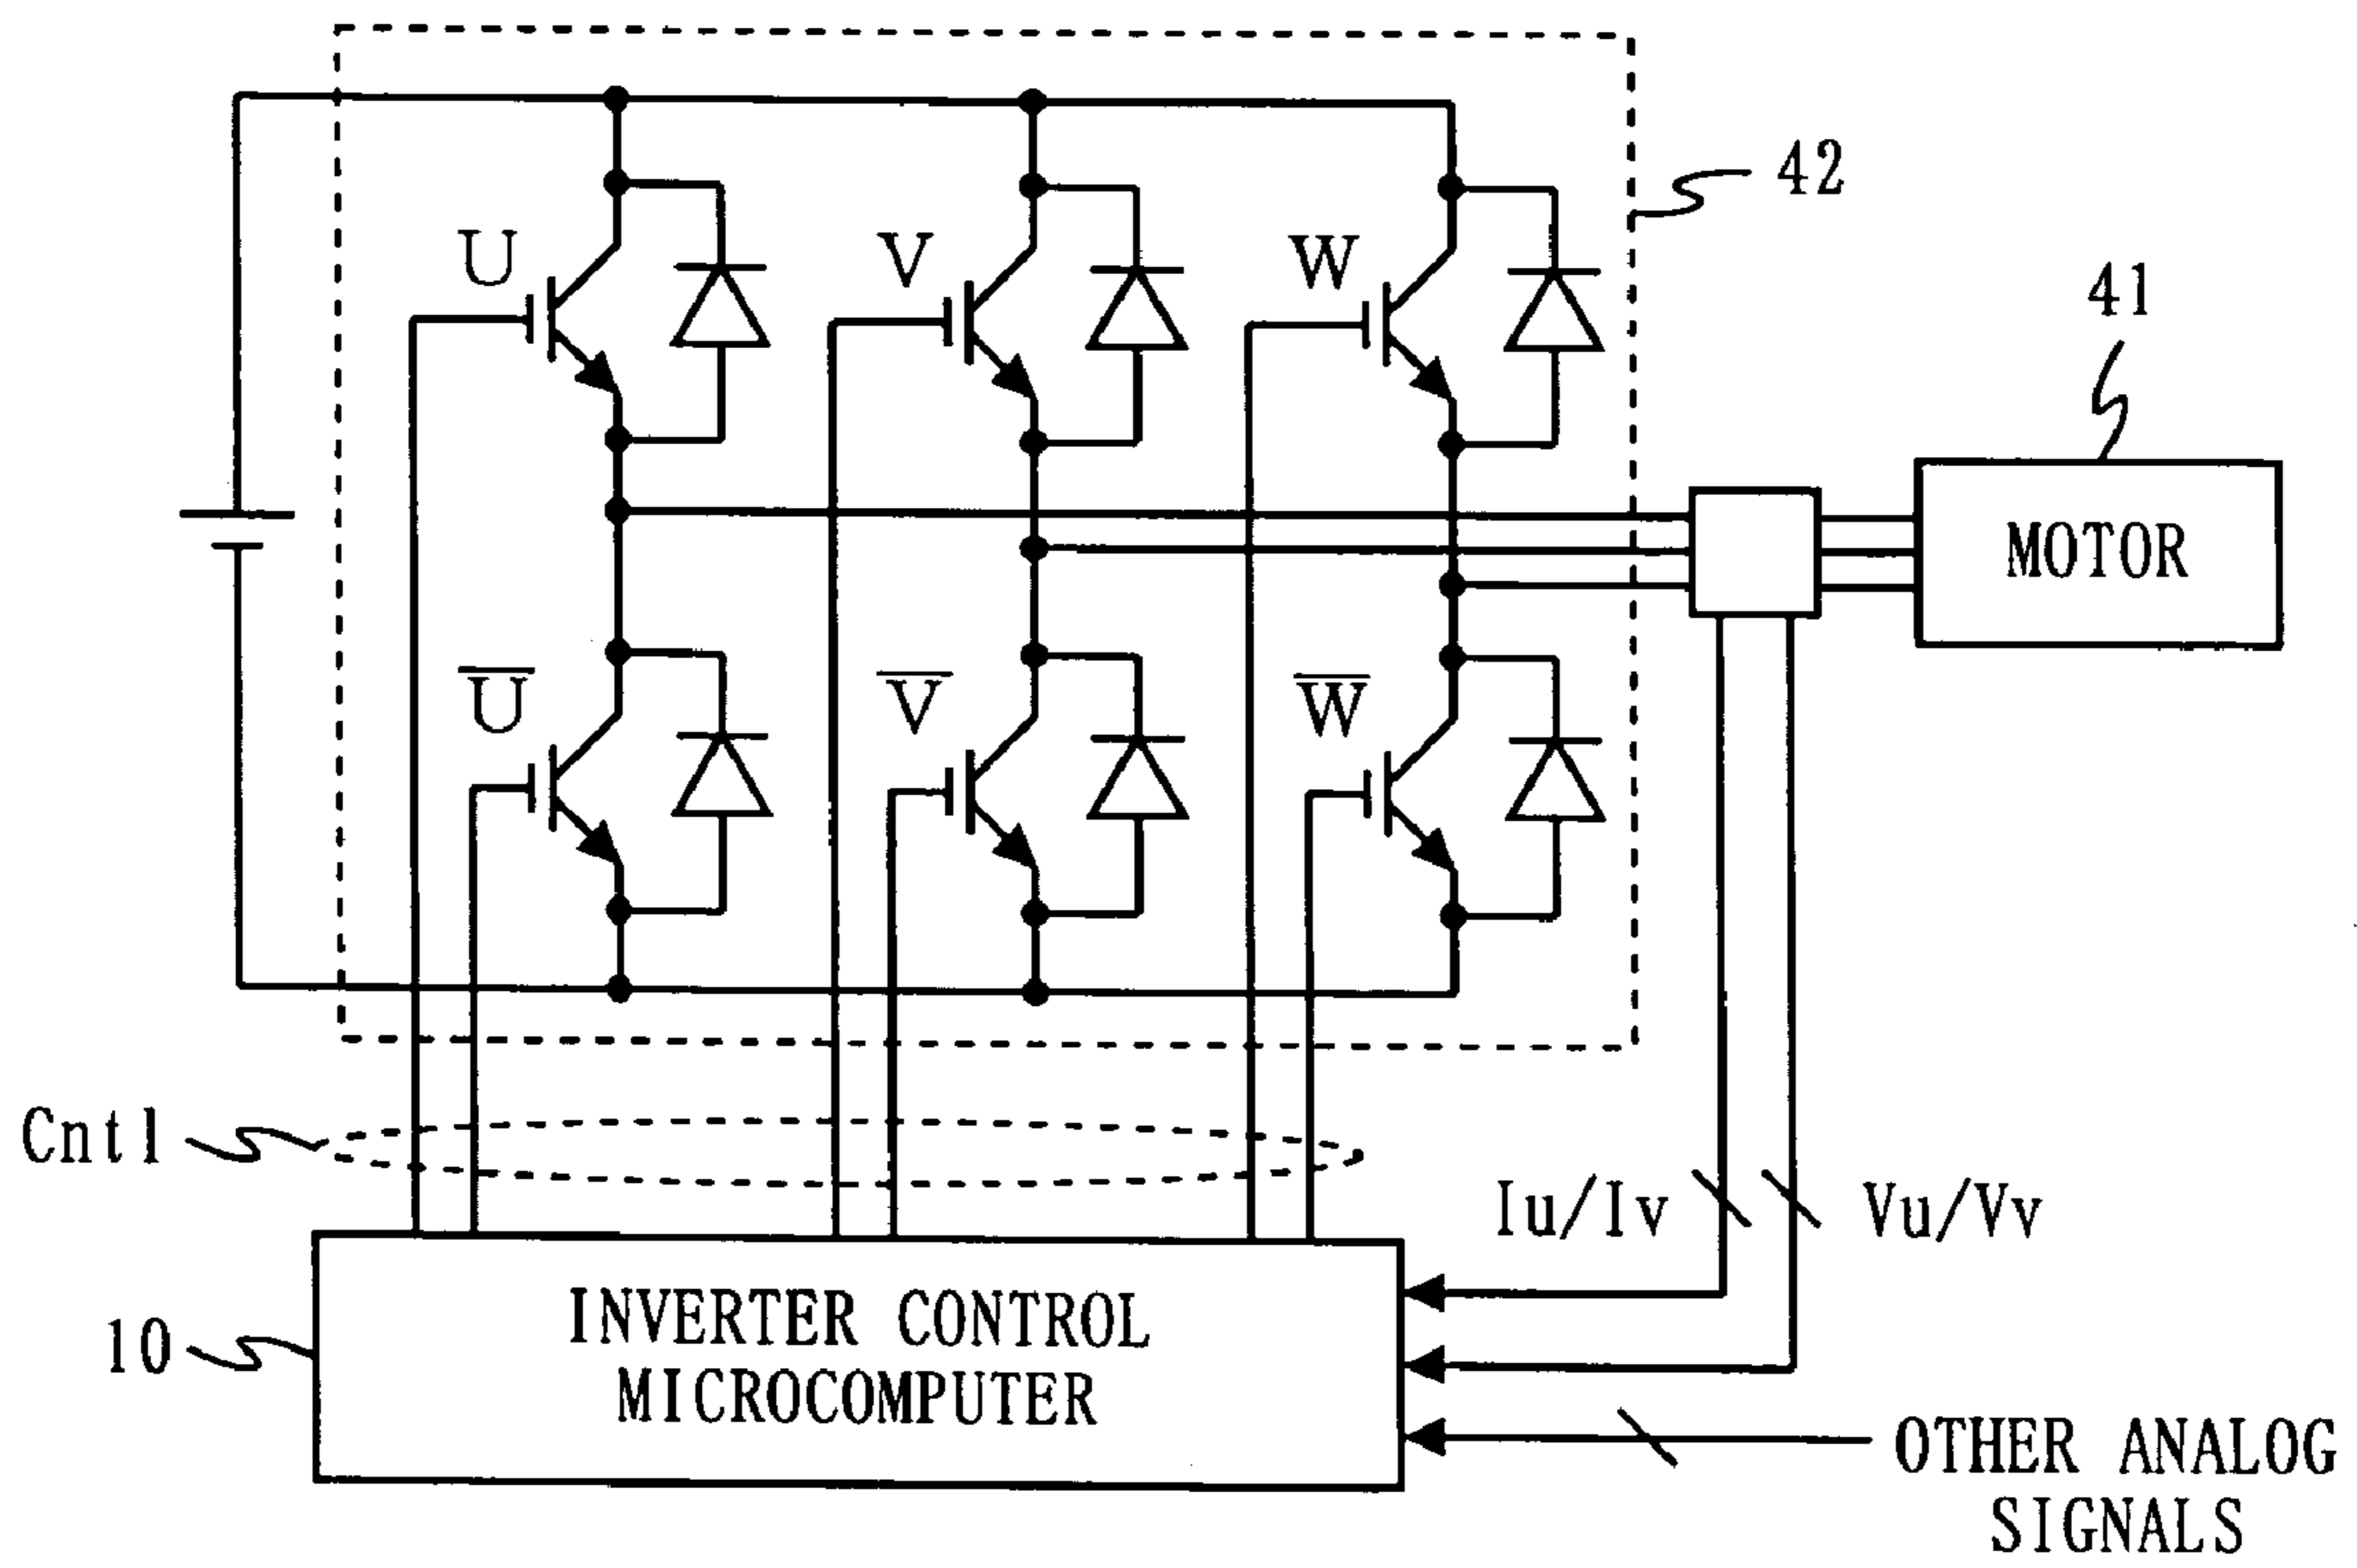 42
U V W
41
MOTOR
U̅ V̅ W̅
Cntl
Iu/Iv Vu/Vv
INVERTER CONTROL
MICROCOMPUTER
10
OTHER ANALOG
SIGNALS